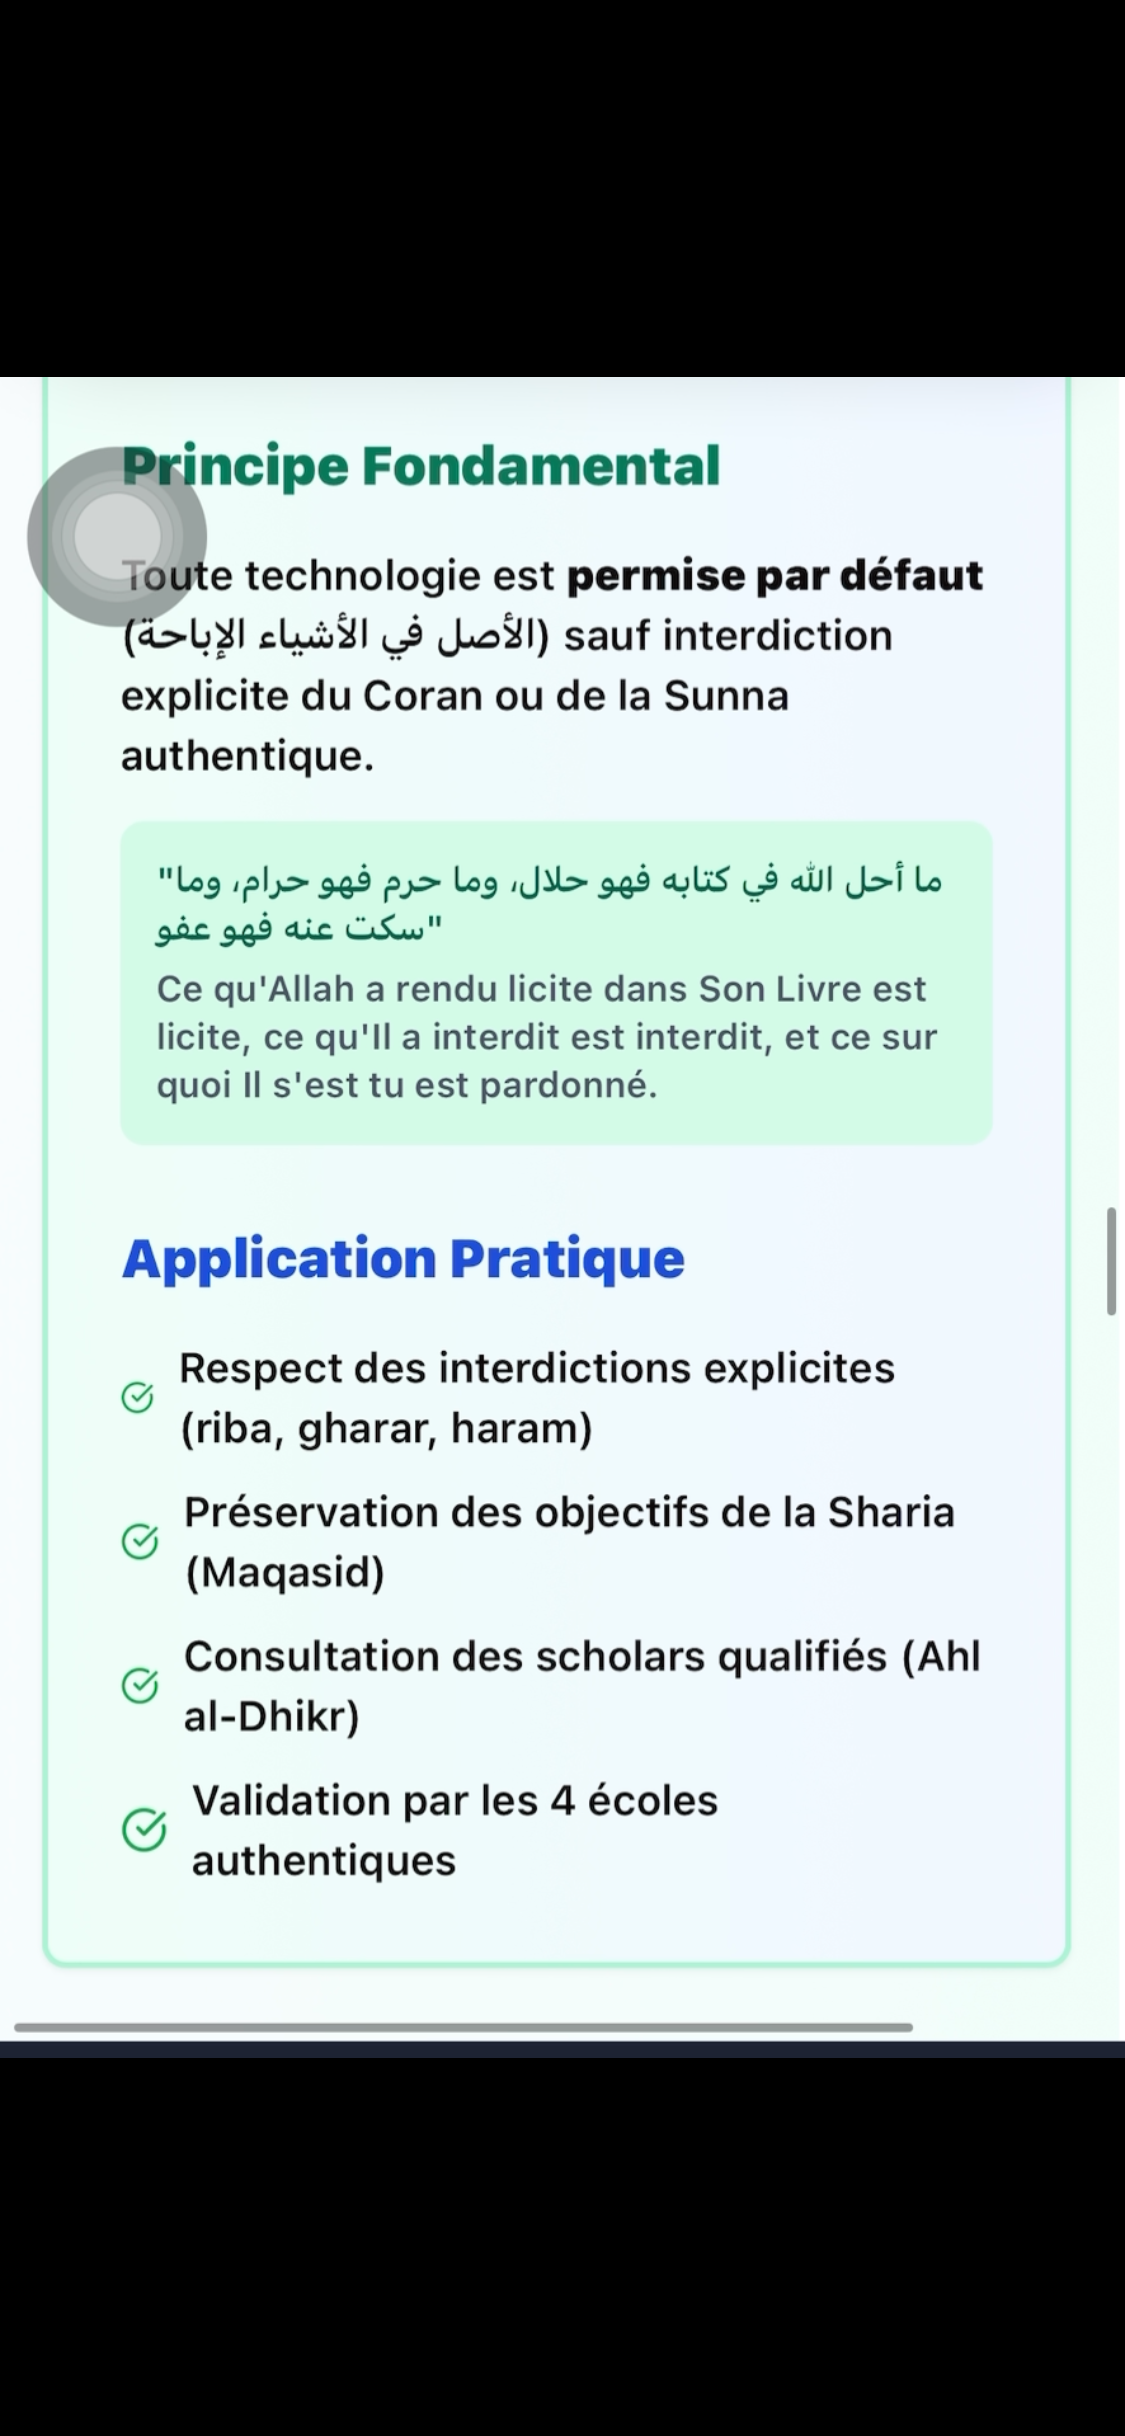 Principe Fondamental
Toute technologie est permise par défaut
(الأصل في الأشياء الإباحة) sauf interdiction
explicite du Coran ou de la Sunna
authentique.
ما أحل الله في كتابه فهو حلال، وما حرم فهو حرام، وما"
سكت عنه فهو عفو"
Ce qu'Allah a rendu licite dans Son Livre est
licite, ce qu'Il a interdit est interdit, et ce sur
quoi Il s'est tu est pardonné.
Application Pratique
Respect des interdictions explicites
(riba, gharar, haram)
Préservation des objectifs de la Sharia
(Maqasid)
Consultation des scholars qualifiés (Ahl
al-Dhikr)
Validation par les 4 écoles
authentiques